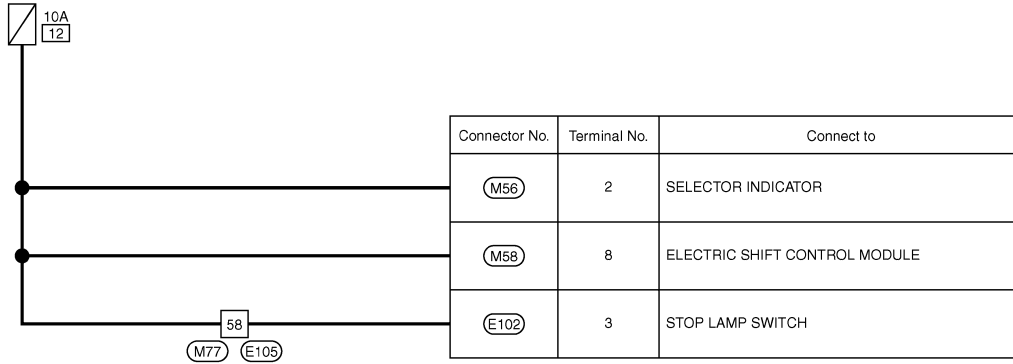 10A
12
Connector No. Terminal No. Connect to
M56 2 SELECTOR INDICATOR
M58 8 ELECTRIC SHIFT CONTROL MODULE
E102 3 STOP LAMP SWITCH
58
M77 E105